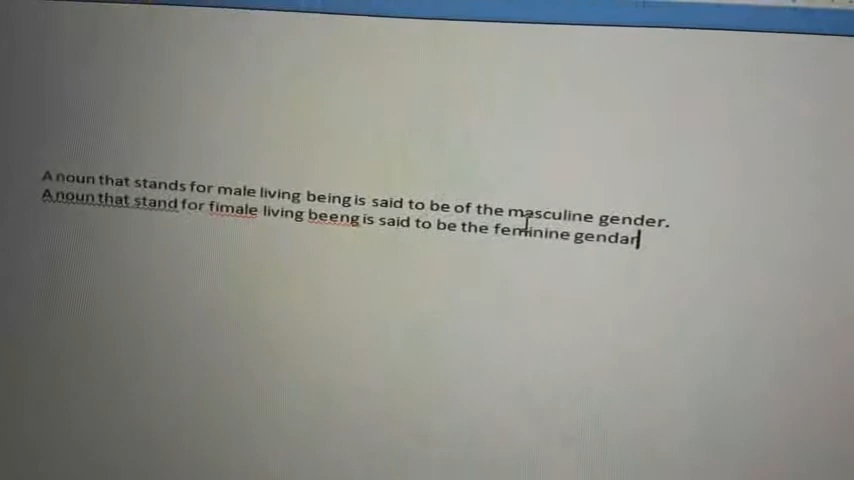 A noun that stands for male living being is said to be of the masculine gender.
A noun that stand for fimale living beeng is said to be the feminine gendar